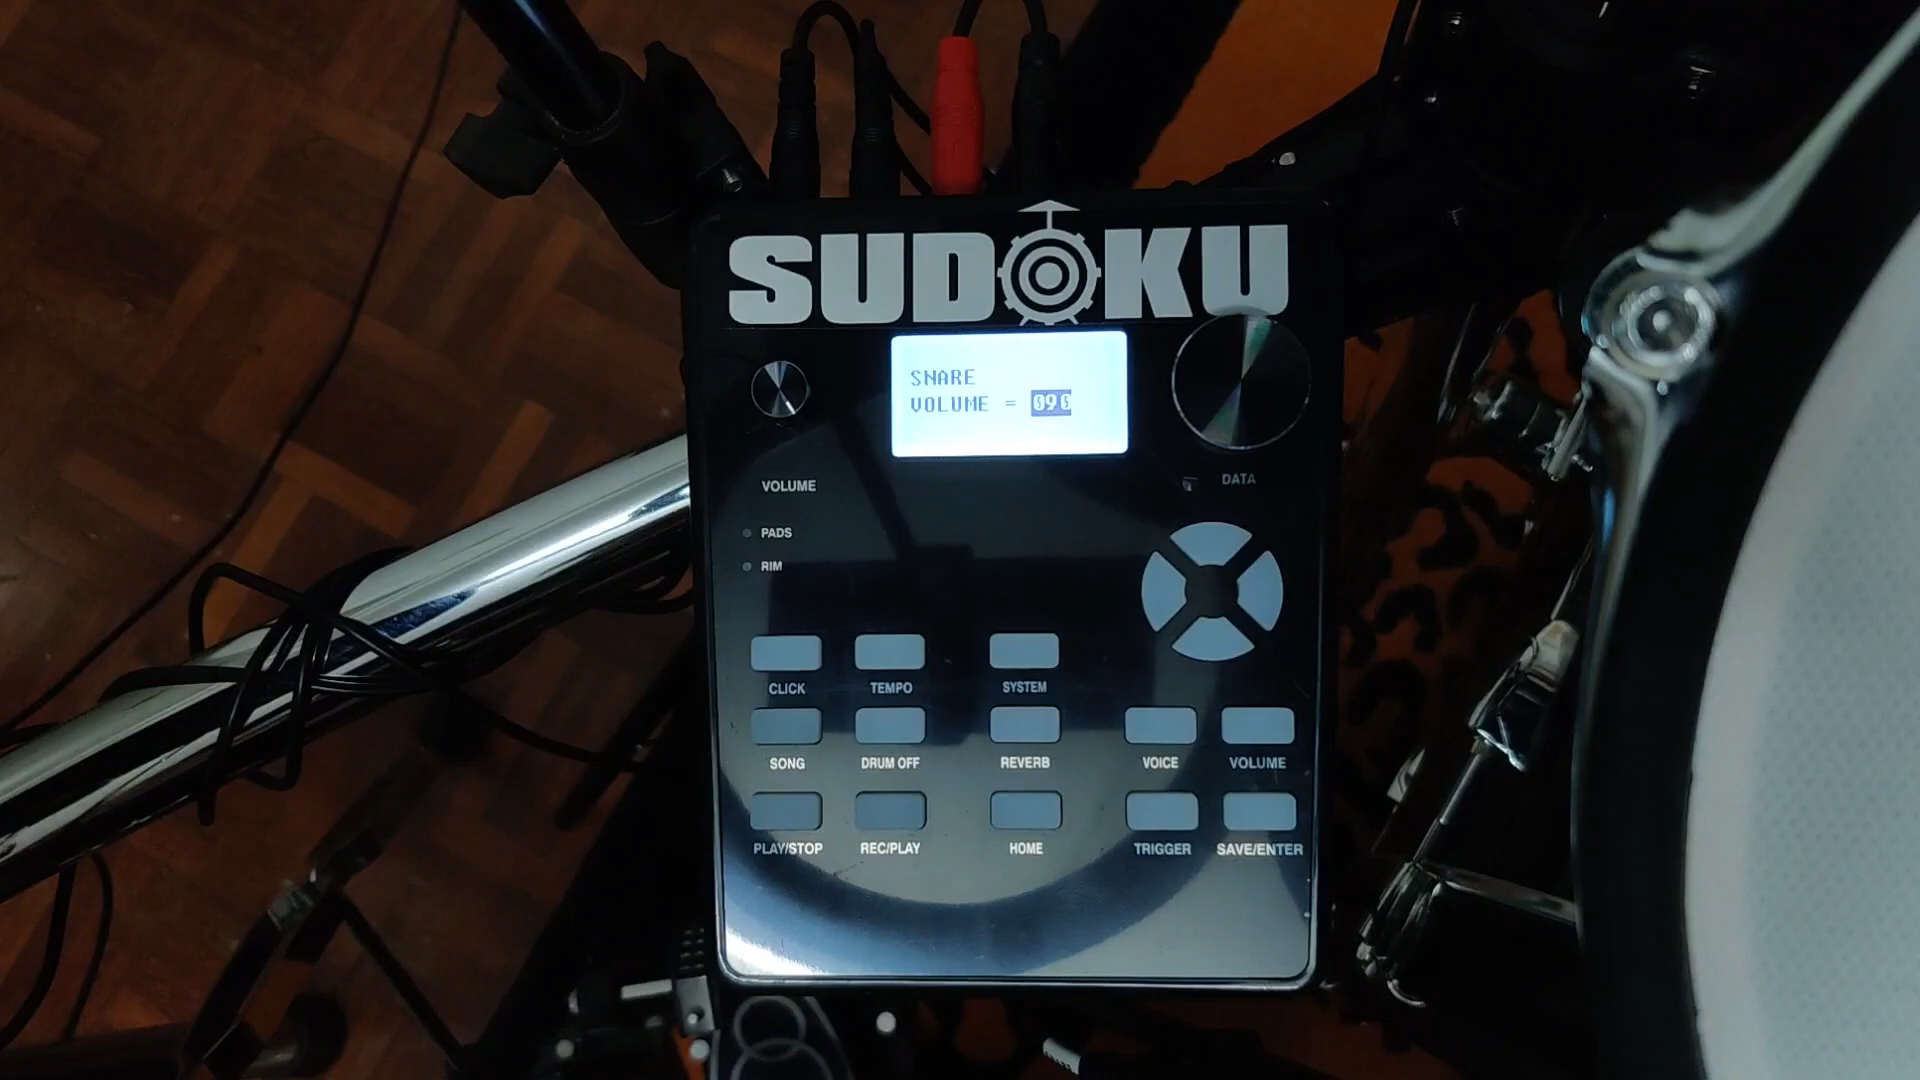 SUDOKU
SNARE
VOLUME = 090
VOLUME
DATA
PADS
RIM
CLICK TEMPO SYSTEM
SONG DRUM OFF REVERB VOICE VOLUME
PLAY/STOP REC/PLAY HOME TRIGGER SAVE/ENTER